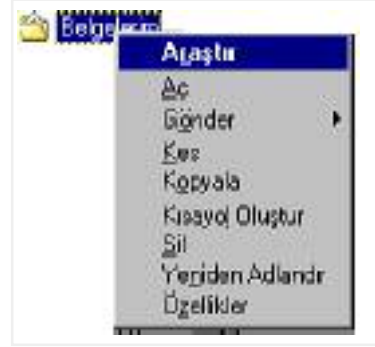 Belgelerim
Araştır
Aç
Gönder
Kes
Kopyala
Kısayol Oluştur
Sil
Yeniden Adlandır
Özellikler